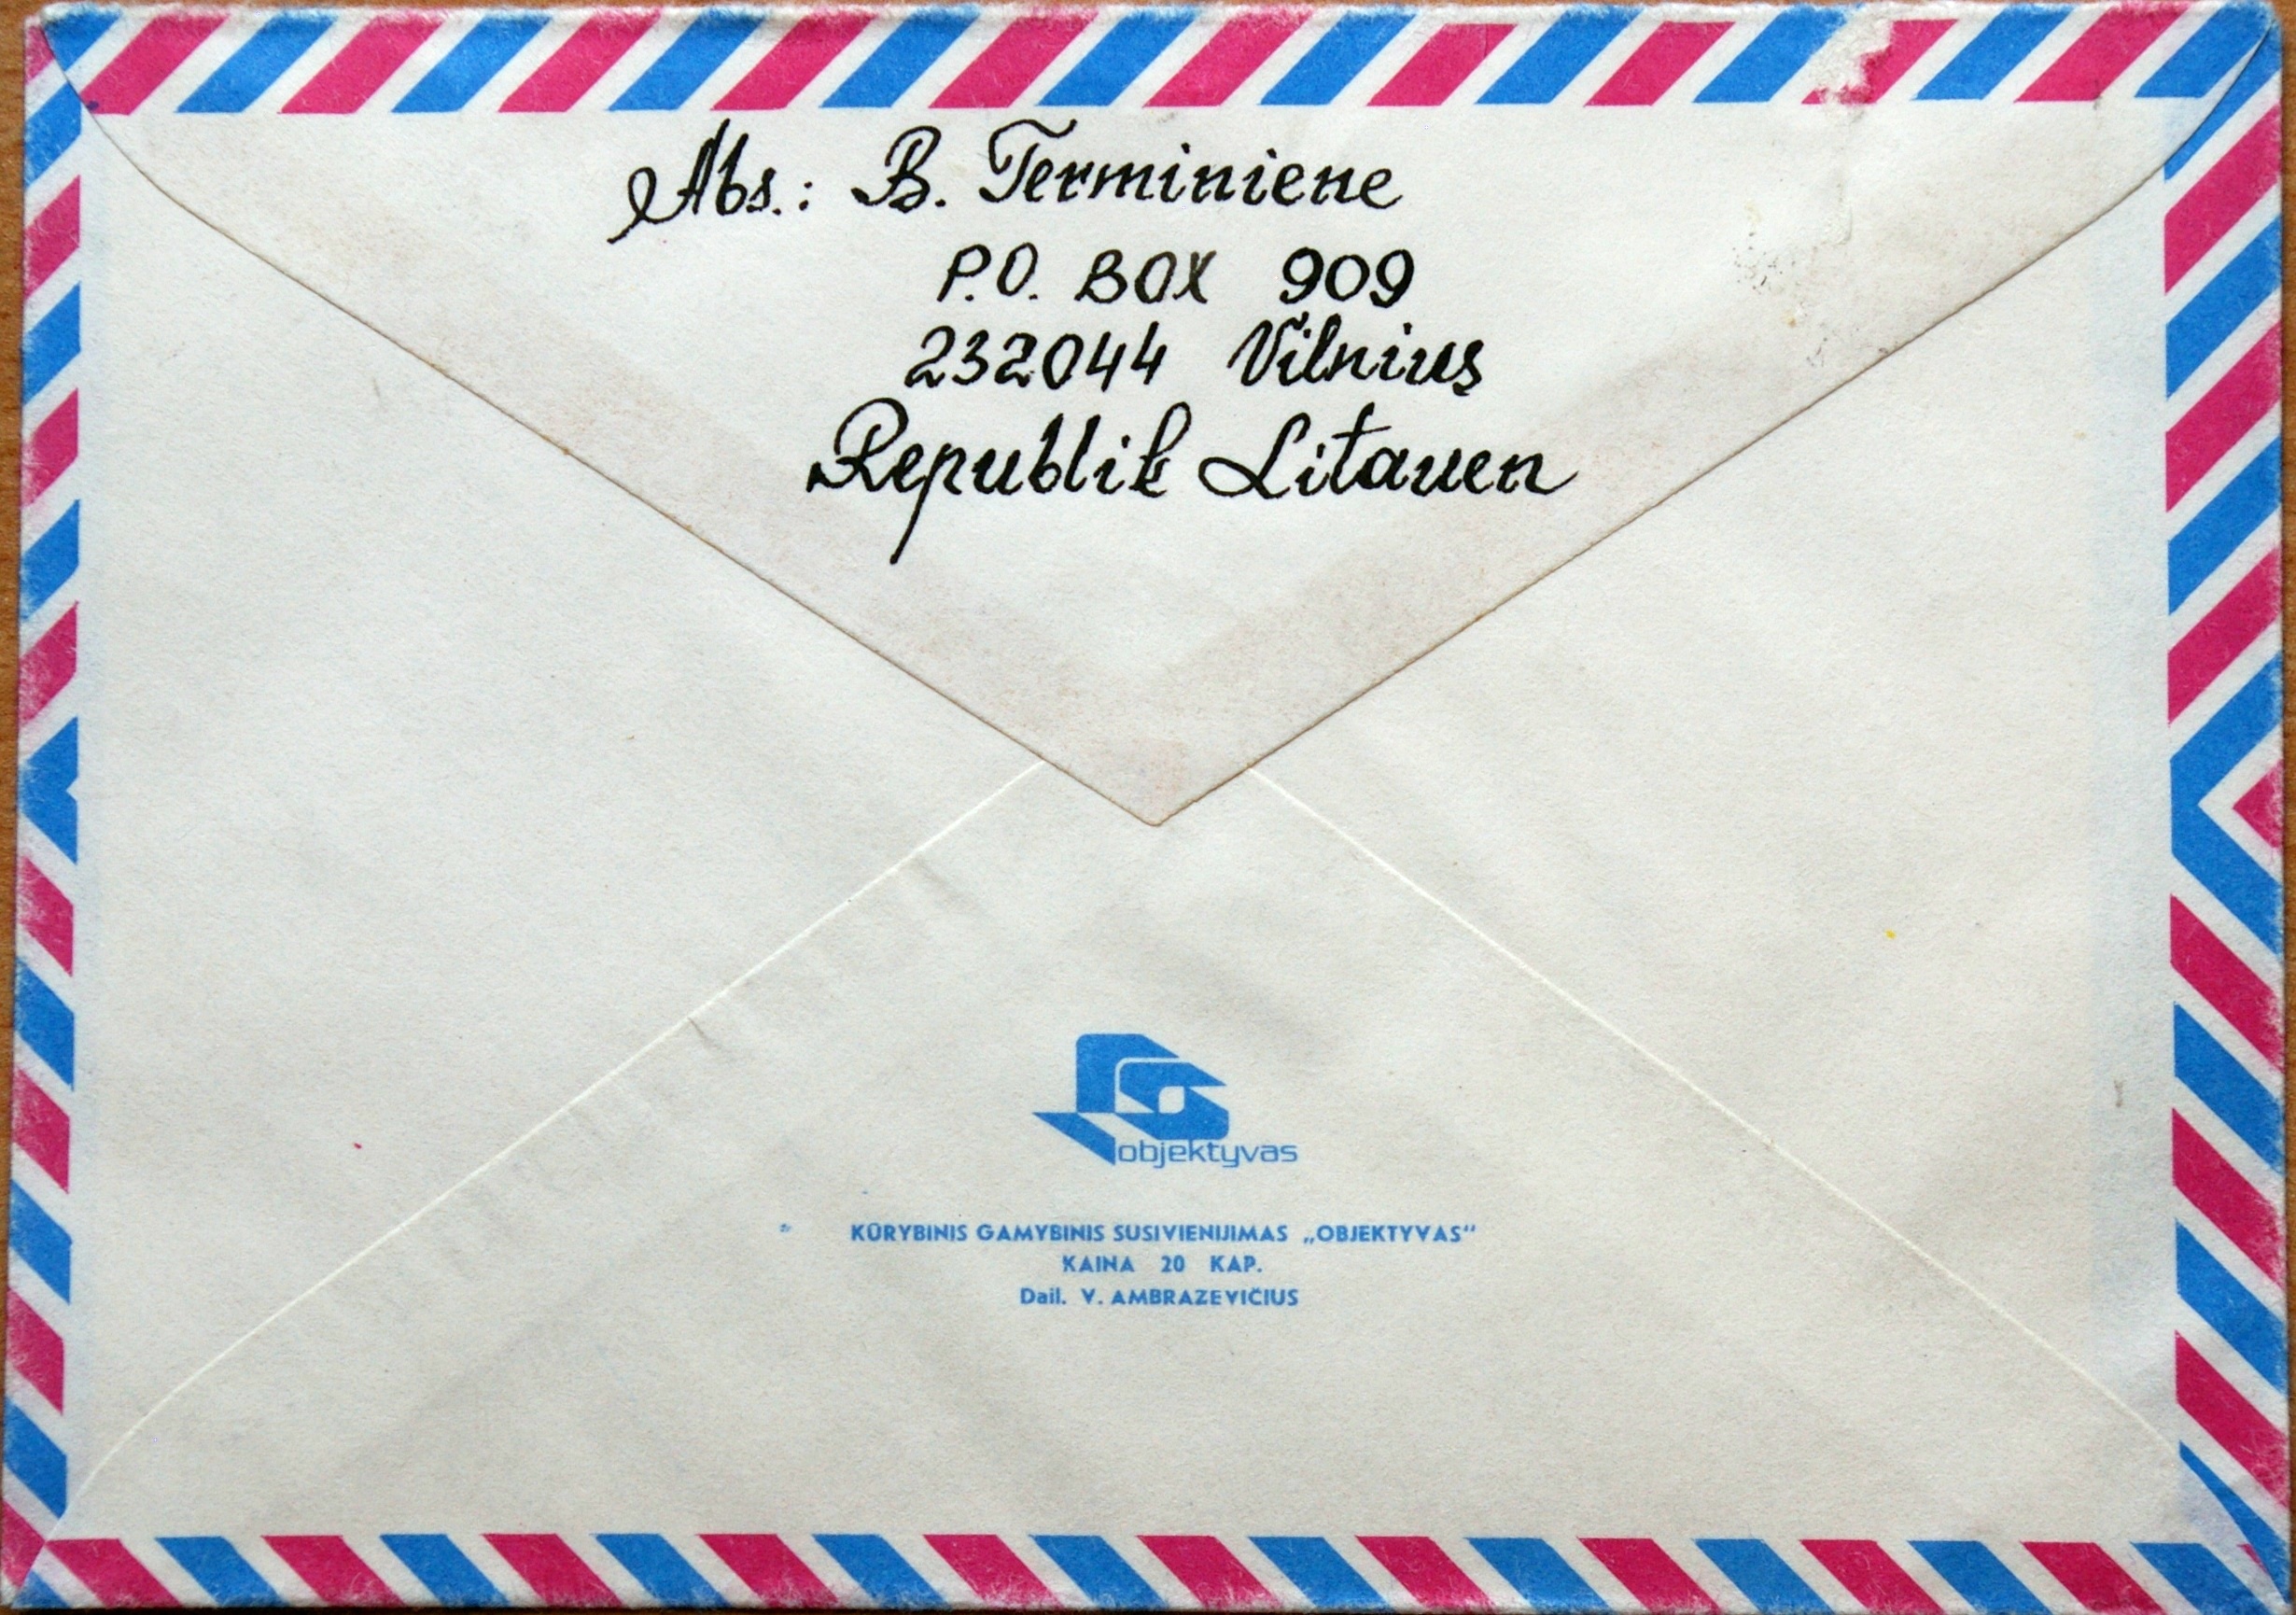 Abs.: B. Terminiene
P.O. BOX 909
232044 Vilnius
Republik Litauen
objektyvas
KŪRYBINIS GAMYBINIS SUSIVIENIJIMAS „OBJEKTYVAS“
KAINA 20 KAP.
Dail. V. AMBRAZEVIČIUS